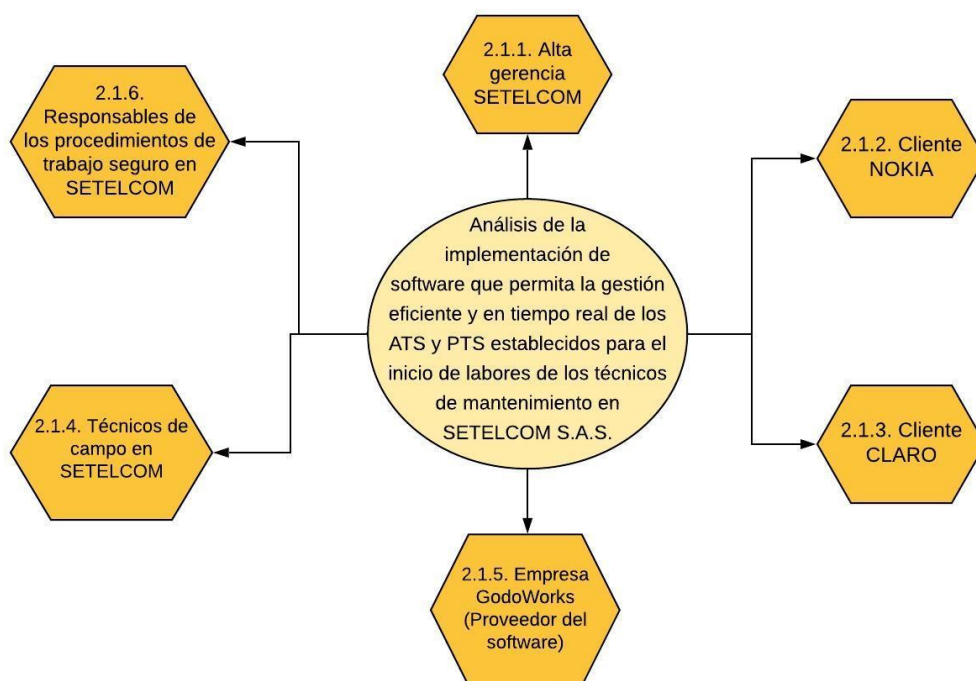 2.1.1. Alta
gerencia
SETELCOM
2.1.6.
Responsables de
los procedimientos de
trabajo seguro en
SETELCOM
2.1.2. Cliente
NOKIA
Análisis de la
implementación de
software que permita la gestión
eficiente y en tiempo real de los
ATS y PTS establecidos para el
inicio de labores de los técnicos
de mantenimiento en
SETELCOM S.A.S.
2.1.4. Técnicos de
campo en
SETELCOM
2.1.3. Cliente
CLARO
2.1.5. Empresa
GodoWorks
(Proveedor del
software)